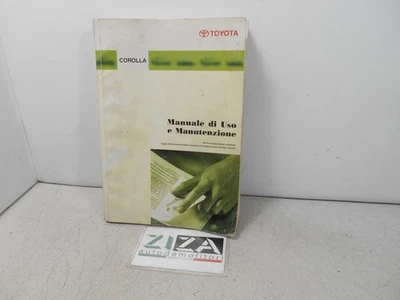 TOYOTA
COROLLA
Manuale di Uso
e Manutenzione
ZIZA
autodemolitori